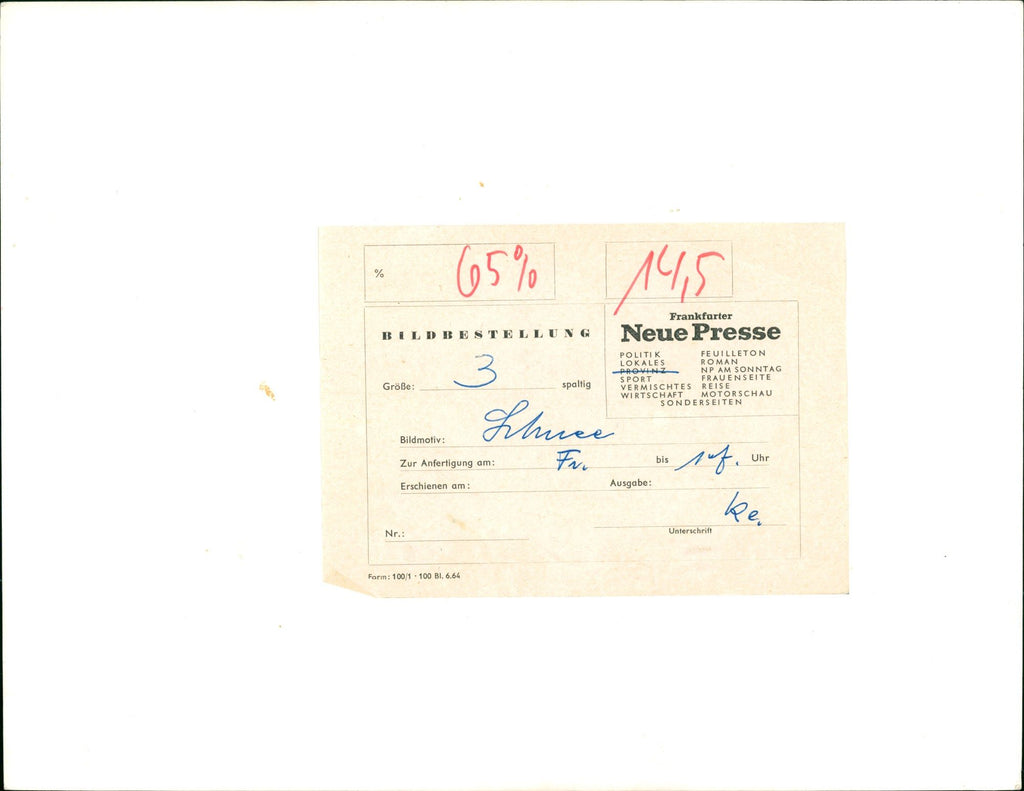 % 65% 14,5
BILDBESTELLUNG
Frankfurter
Neue Presse
POLITIK FEUILLETON
LOKALES ROMAN
PROVINZ NP AM SONNTAG
SPORT FRAUENSEITE
VERMISCHTES REISE
WIRTSCHAFT MOTORSCHAU
SONDERSEITEN
Größe: 3 spaltig
Bildmotiv: Schnee
Zur Anfertigung am: Fr. bis Uhr
Erschienen am: Ausgabe:
Ke.
Nr.: Unterschrift
Form: 100/1 · 100 Bl. 6.64